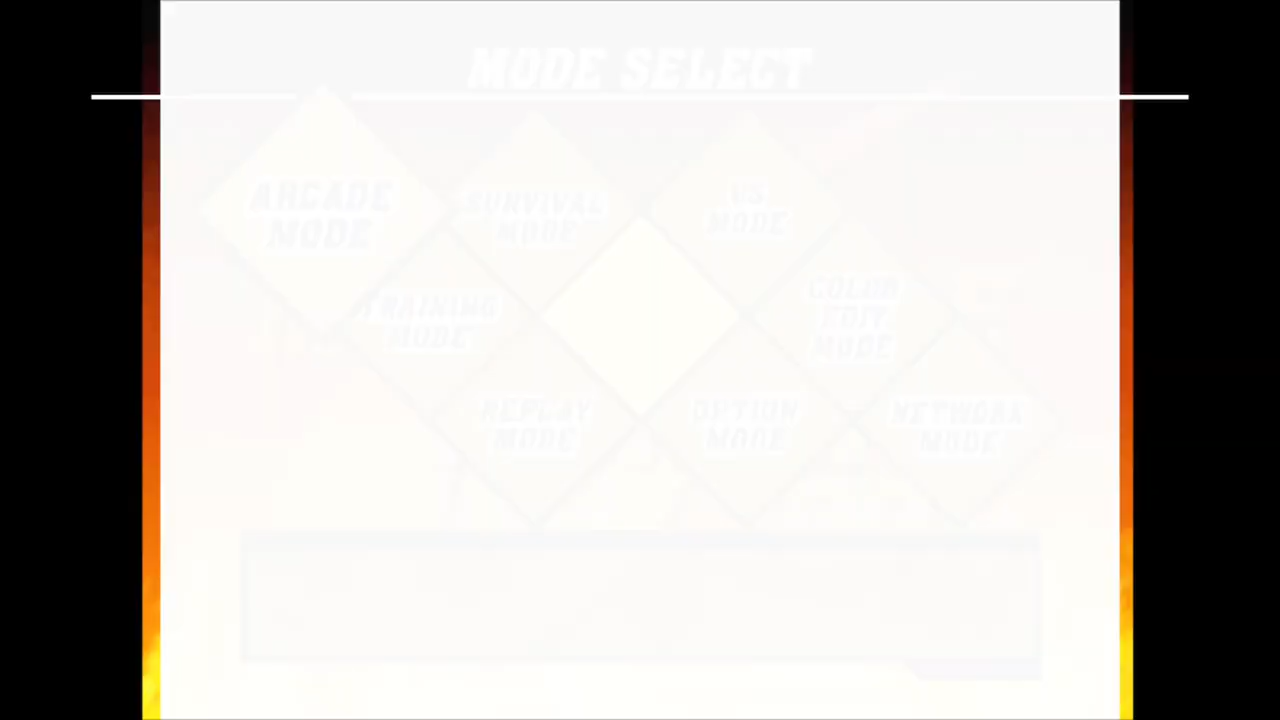 MODE SELECT
ARCADE
MODE
SURVIVAL
MODE
VS
MODE
TRAINING
MODE
COLOR
EDIT
MODE
REPLAY
MODE
OPTION
MODE
NETWORK
MODE